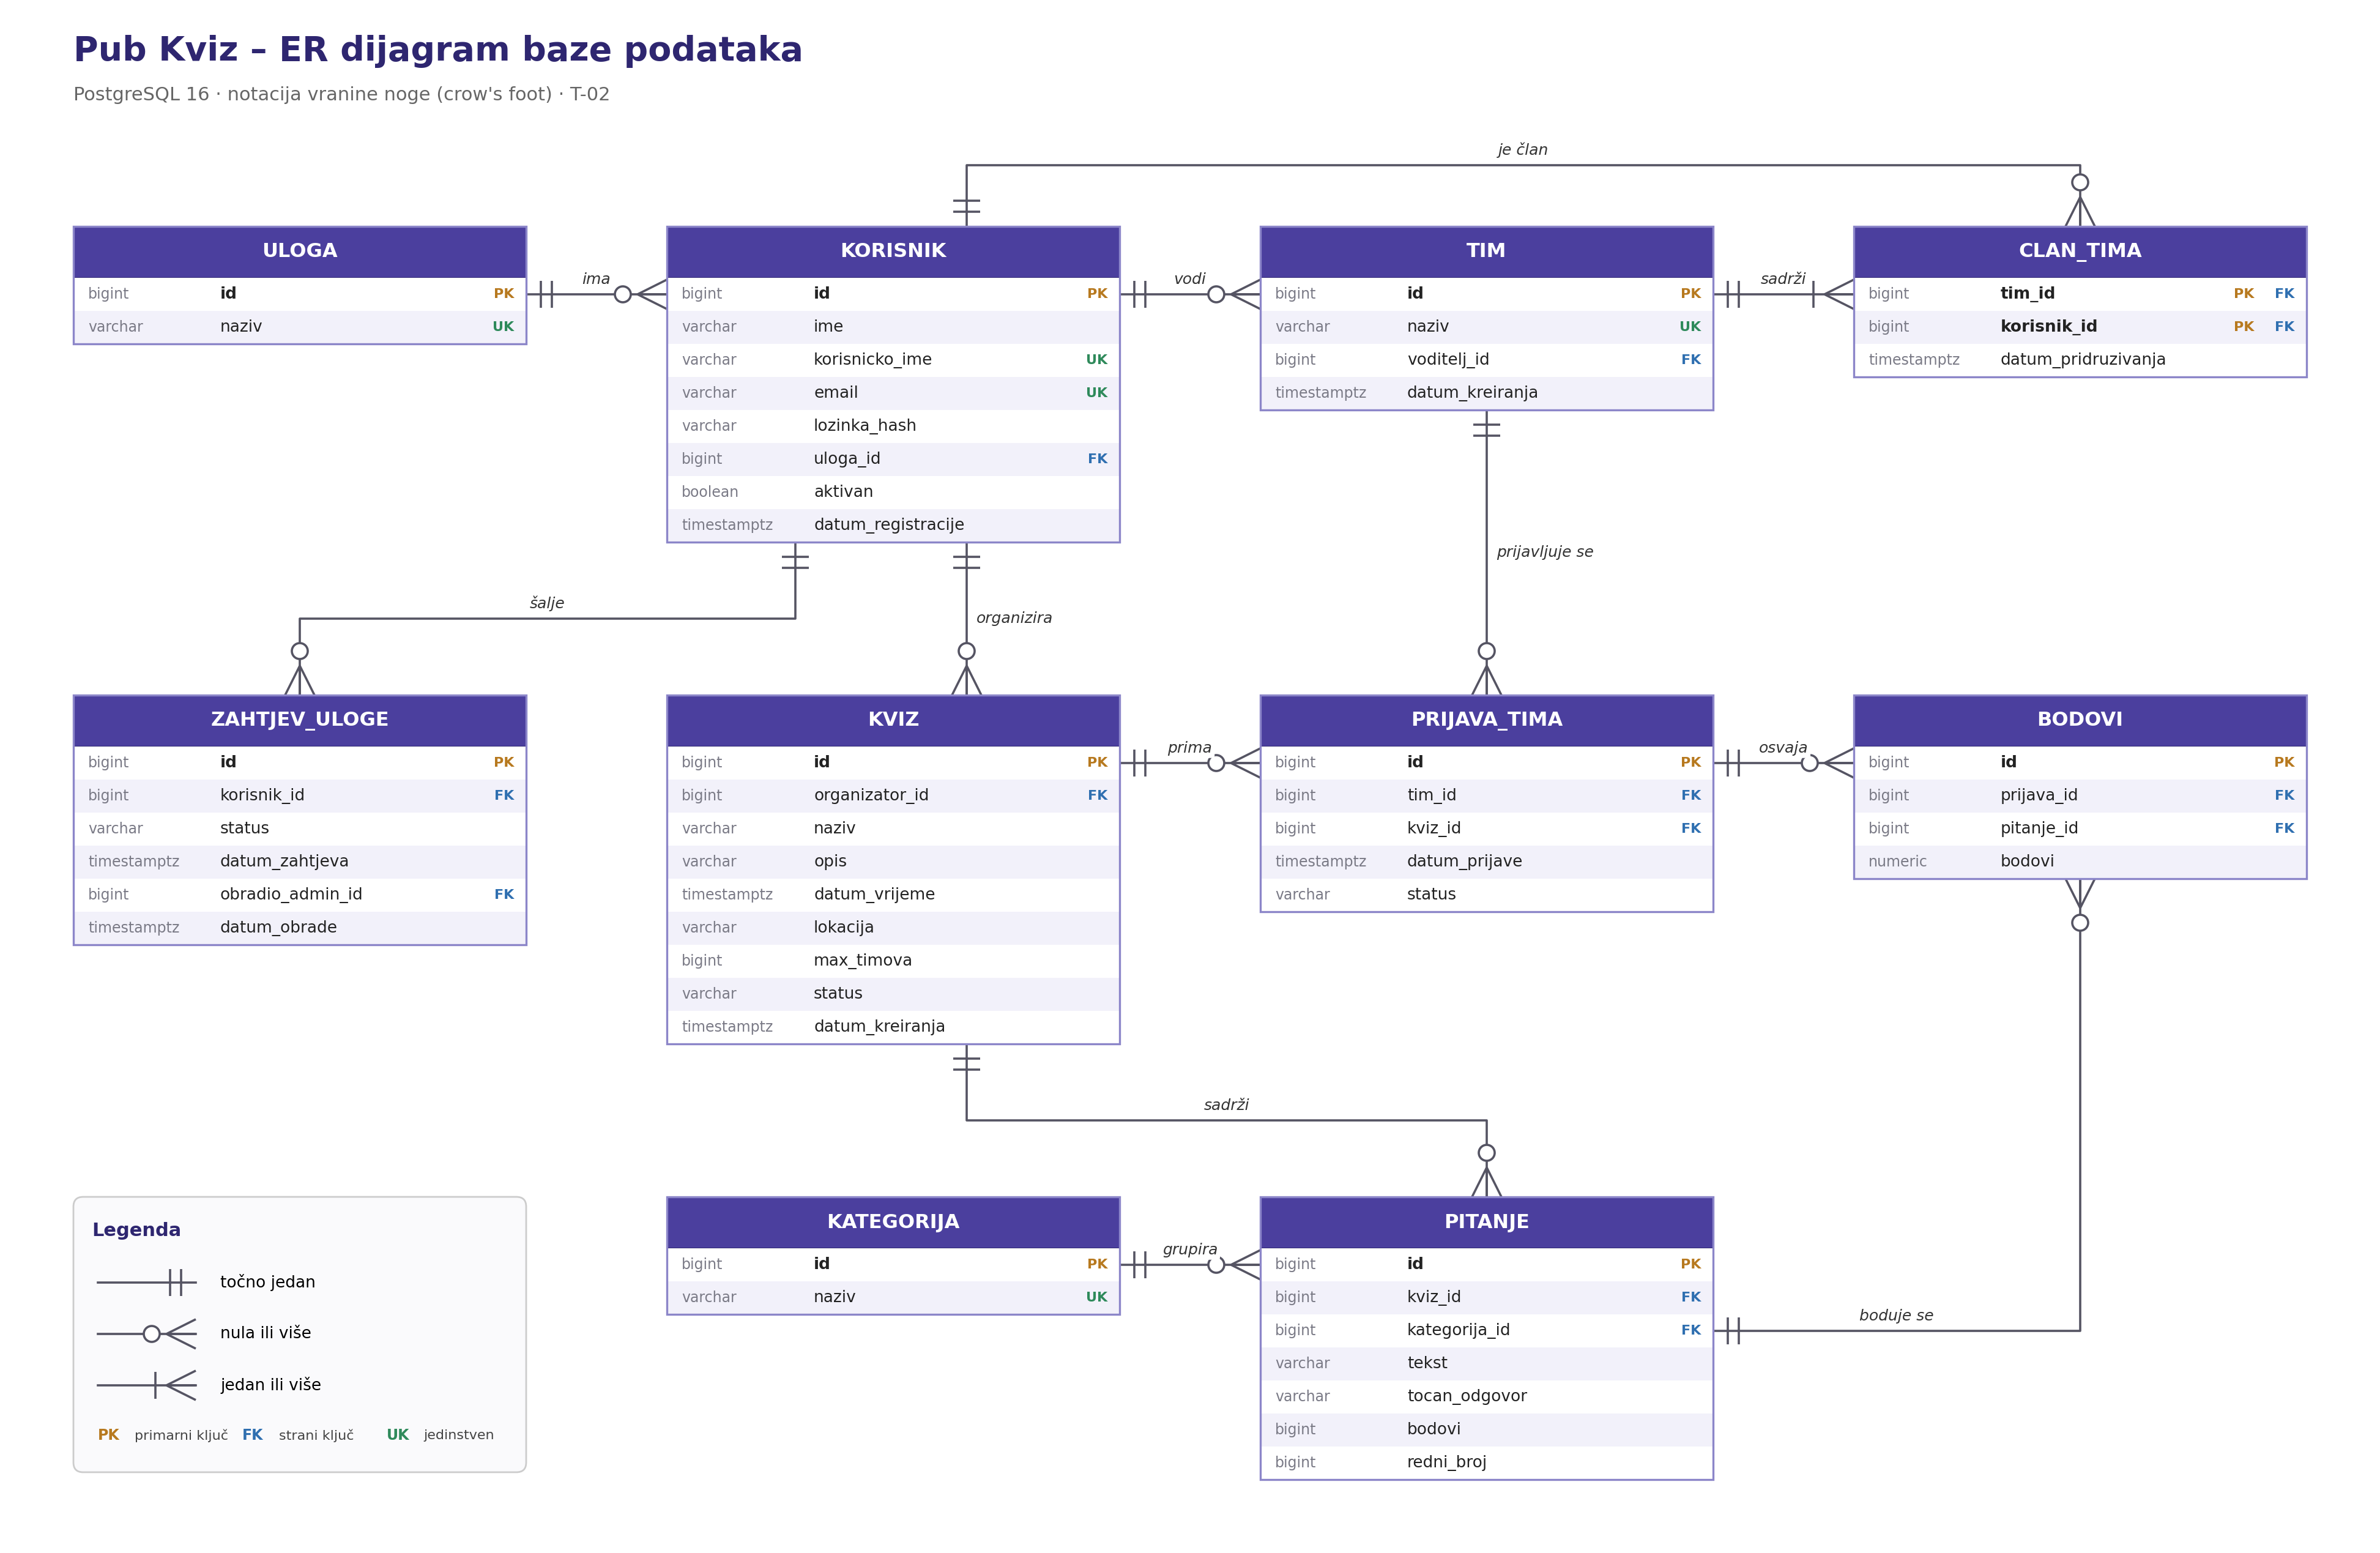 Pub Kviz – ER dijagram baze podataka
PostgreSQL 16 · notacija vranine noge (crow's foot) · T-02
je član
ULOGA
bigint id PK
varchar naziv UK
ima
KORISNIK
bigint id PK
varchar ime
varchar korisnicko_ime UK
varchar email UK
varchar lozinka_hash
bigint uloga_id FK
boolean aktivan
timestamptz datum_registracije
vodi
TIM
bigint id PK
varchar naziv UK
bigint voditelj_id FK
timestamptz datum_kreiranja
sadrži
CLAN_TIMA
bigint tim_id PK FK
bigint korisnik_id PK FK
timestamptz datum_pridruzivanja
šalje
organizira
prijavljuje se
ZAHTJEV_ULOGE
bigint id PK
bigint korisnik_id FK
varchar status
timestamptz datum_zahtjeva
bigint obradio_admin_id FK
timestamptz datum_obrade
KVIZ
bigint id PK
bigint organizator_id FK
varchar naziv
varchar opis
timestamptz datum_vrijeme
varchar lokacija
bigint max_timova
varchar status
timestamptz datum_kreiranja
prima
PRIJAVA_TIMA
bigint id PK
bigint tim_id FK
bigint kviz_id FK
timestamptz datum_prijave
varchar status
osvaja
BODOVI
bigint id PK
bigint prijava_id FK
bigint pitanje_id FK
numeric bodovi
sadrži
Legenda
točno jedan
nula ili više
jedan ili više
PK primarni ključ FK strani ključ UK jedinstven
KATEGORIJA
bigint id PK
varchar naziv UK
grupira
PITANJE
bigint id PK
bigint kviz_id FK
bigint kategorija_id FK
varchar tekst
varchar tocan_odgovor
bigint bodovi
bigint redni_broj
boduje se